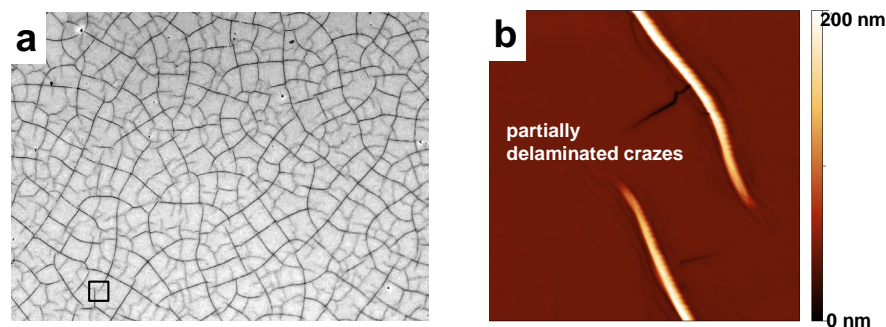 a
b
200 nm
partially
delaminated crazes
0 nm